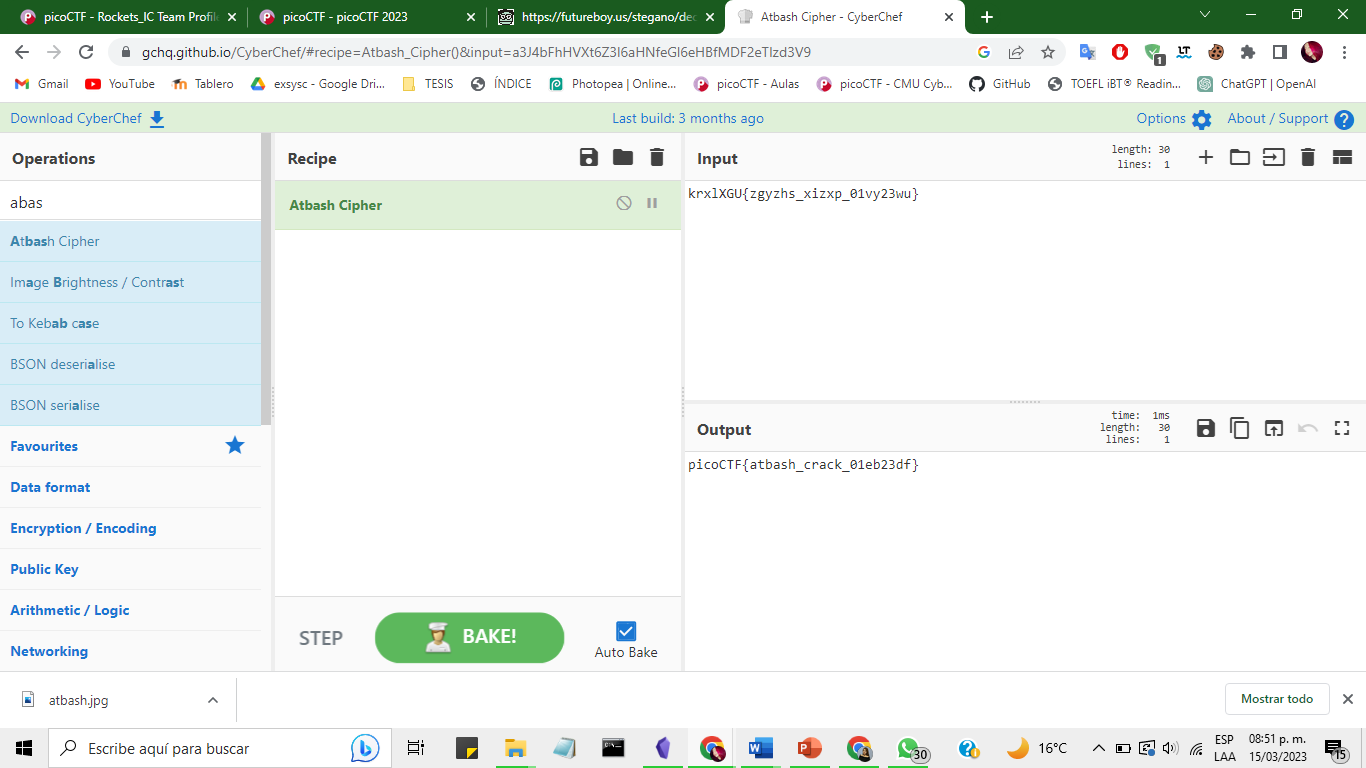 picoCTF - Rockets_IC Team Profile
picoCTF - picoCTF 2023
https://futureboy.us/stegano/dec
Atbash Cipher - CyberChef
gchq.github.io/CyberChef/#recipe=Atbash_Cipher()&input=a3J4bFhHVXt6Z3l6aHNfeGl6eHBfMDF2eTIzd3V9
1
Gmail
YouTube
Tablero
exsysc - Google Dri...
TESIS
ÍNDICE
Photopea | Online...
picoCTF - Aulas
picoCTF - CMU Cyb...
GitHub
TOEFL iBT® Readin...
ChatGPT | OpenAI
Download CyberChef
Last build: 3 months ago
Options
About / Support
Operations
abas
Atbash Cipher
Image Brightness / Contrast
To Kebab case
BSON deserialise
BSON serialise
Favourites
Data format
Encryption / Encoding
Public Key
Arithmetic / Logic
Networking
Recipe
Atbash Cipher
STEP
BAKE!
Auto Bake
Input
length: 30
lines: 1
krxlXGU{zgyzhs_xizxp_01vy23wu}
Output
time: 1ms
length: 30
lines: 1
picoCTF{atbash_crack_01eb23df}
atbash.jpg
Mostrar todo
Escribe aquí para buscar
30
16°C
ESP
LAA
08:51 p. m.
15/03/2023
15